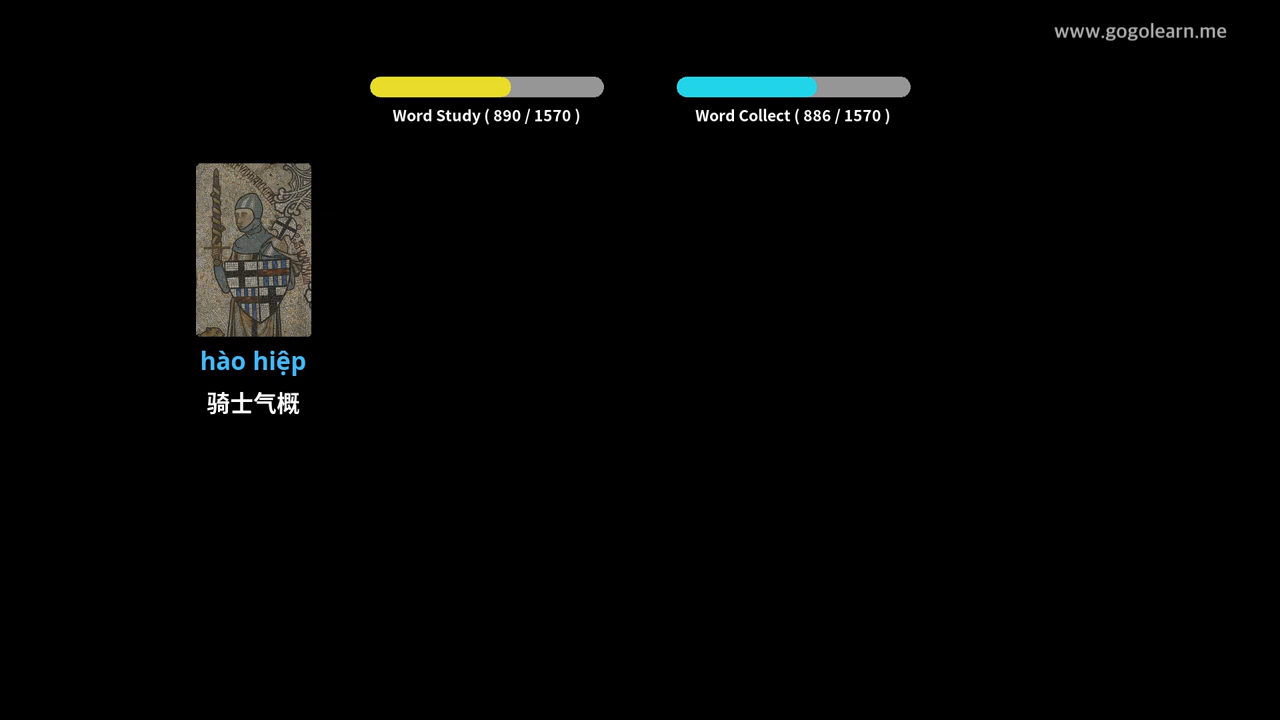 www.gogolearn.me
Word Study ( 890 / 1570 )
Word Collect ( 886 / 1570 )
hào hiệp
骑士气概